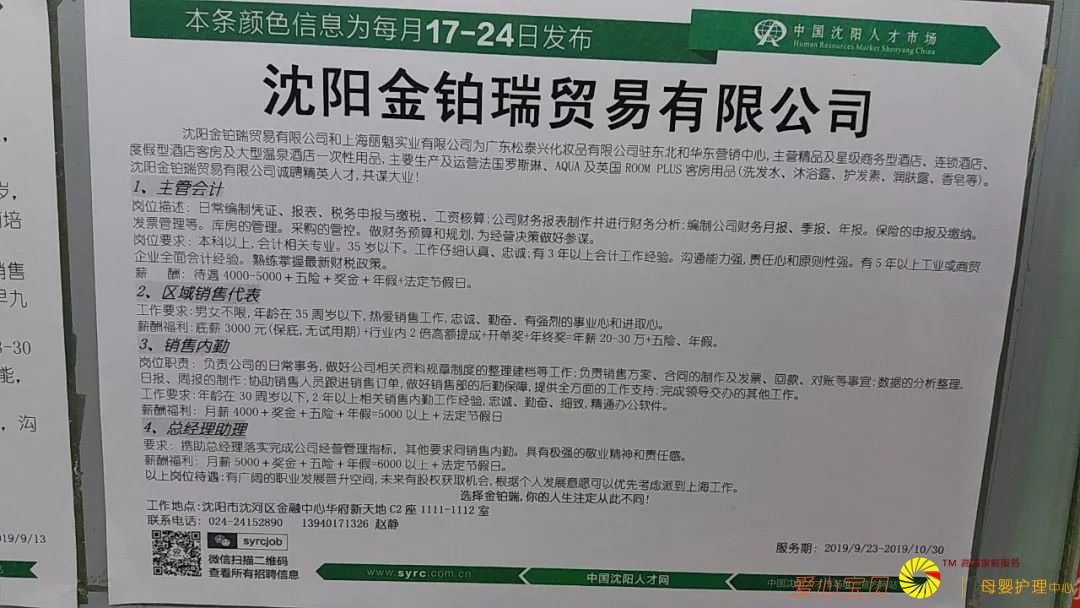 本条颜色信息为每月17-24日发布
中国沈阳人才市场
Human Resources Market Shenyang China
沈阳金铂瑞贸易有限公司
沈阳金铂瑞贸易有限公司和上海丽魁实业有限公司为广东松泰兴化妆品有限公司驻东北和华东营销中心,主营精品及星级商务型酒店、连锁酒店、
度假型酒店客房及大型温泉酒店一次性用品,主要生产及运营法国罗斯琳、AQUA及英国ROOM PLUS客房用品(洗发水、沐浴露、护发素、润肤露、香皂等)。
沈阳金铂瑞贸易有限公司诚聘精英人才,共谋大业!
1、主管会计
岗位描述:日常编制凭证、报表、税务申报与缴税、工资核算;公司财务报表制作并进行财务分析;编制公司财务月报、季报、年报。保险的申报及缴纳。
发票管理等。库房的管理。采购的管控。做财务预算和规划,为经营决策做好参谋。
岗位要求:本科以上,会计相关专业。35岁以下。工作仔细认真、忠诚;有3年以上会计工作经验。沟通能力强,责任心和原则性强。有5年以上工业或商贸
企业全面会计经验。熟练掌握最新财税政策。
薪 酬:待遇4000-5000+五险+奖金+年假+法定节假日。
2、区域销售代表
工作要求:男女不限,年龄在35周岁以下,热爱销售工作,忠诚、勤奋、有强烈的事业心和进取心。
薪酬福利:底薪3000元(保底,无试用期)+行业内2倍高额提成+开单奖+年终奖=年薪20-30万+五险、年假。
3、销售内勤
岗位职责:负责公司的日常事务,做好公司相关资料规章制度的整理建档等工作;负责销售方案、合同的制作及发票、回款、对账等事宜;数据的分析整理,
日报、周报的制作;协助销售人员跟进销售订单,做好销售部的后勤保障,提供全方面的工作支持;完成领导交办的其他工作。
工作要求:年龄在30周岁以下,2年以上相关销售内勤工作经验,忠诚、勤奋、细致,精通办公软件。
薪酬福利:月薪4000+奖金+五险+年假=5000以上+法定节假日
4、总经理助理
要求:携助总经理落实完成公司经营管理指标,其他要求同销售内勤。具有极强的敬业精神和责任感。
薪酬福利:月薪5000+奖金+五险+年假=6000以上+法定节假日。
以上岗位待遇:有广阔的职业发展晋升空间,未来有股权获取机会,根据个人发展意愿可以优先考虑派到上海工作。
选择金铂瑞,你的人生注定从此不同!
工作地点:沈阳市沈河区金融中心华府新天地C2座1111-1112室
联系电话:024-24152890 13940171326 赵静
syrcjob
微信扫描二维码
查看所有招聘信息
服务期:2019/9/23-2019/10/30
www.syrc.com.cn
中国沈阳人才网
爱心宝贝
TM 高端家庭服务
母婴护理中心
岁,
培
销售
早九
8-30
能,
,沟
019/9/13